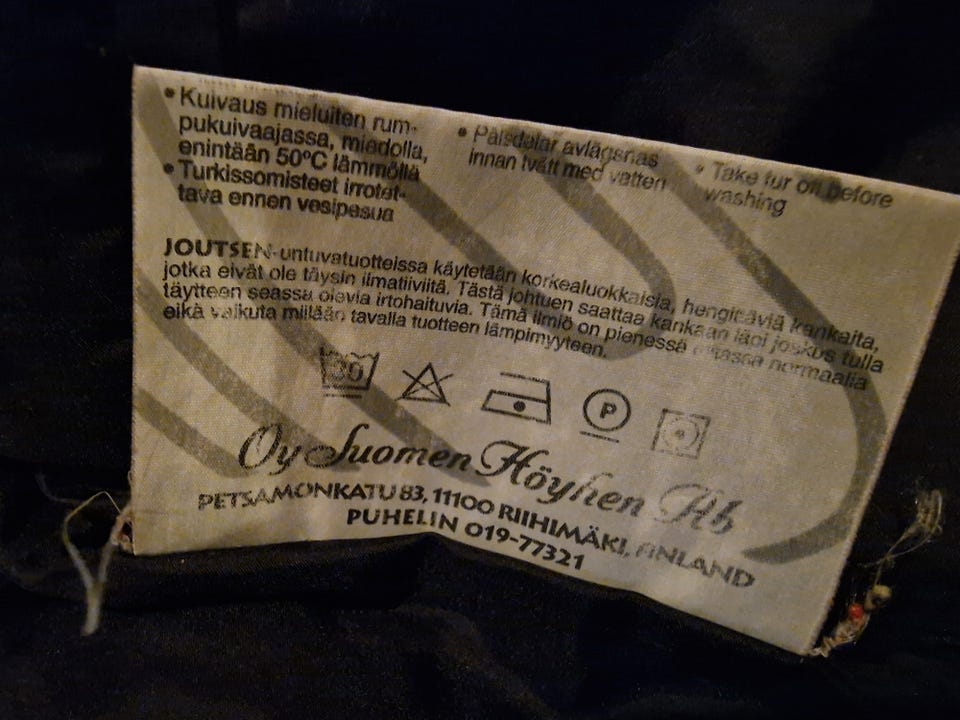 • Kuivaus mieluiten rum-
pukuivaajassa, miedolla,
enintään 50°C lämmöllä
• Turkissomisteet irrotet-
tava ennen vesipesua
• Pälsdelar avlägsnas
innan tvätt med vatten
• Take fur off before
washing
JOUTSEN-untuvatuotteissa käytetään korkealuokkaisia, hengittäviä kankaita,
jotka eivät ole täysin ilmatiiviitä. Tästä johtuen saattaa kankaan läpi joskus tulla
täytteen seassa olevia irtohaituvia. Tämä ilmiö on pienessä määrin normaalia
eikä vaikuta millään tavalla tuotteen lämpimyyteen.
30
P
Oy Suomen Höyhen Ab
PETSAMONKATU 83, 11100 RIIHIMÄKI, FINLAND
PUHELIN 019-77321